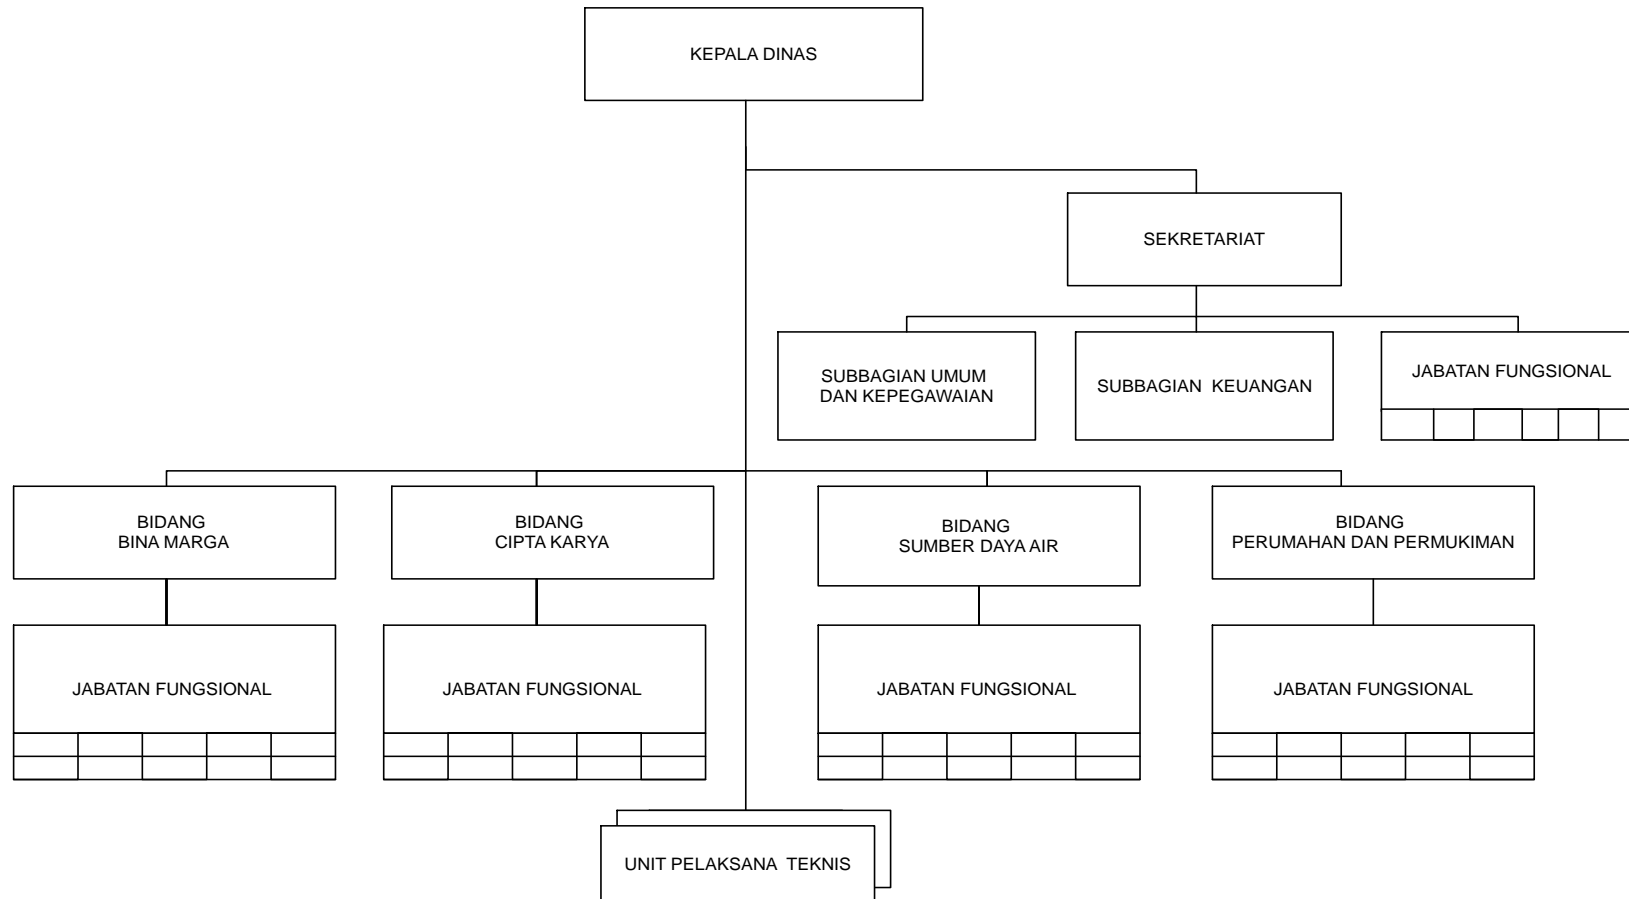 KEPALA DINAS
SEKRETARIAT
SUBBAGIAN UMUM
DAN KEPEGAWAIAN
SUBBAGIAN  KEUANGAN
JABATAN FUNGSIONAL
BIDANG
BINA MARGA
BIDANG
CIPTA KARYA
BIDANG
SUMBER DAYA AIR
BIDANG
PERUMAHAN DAN PERMUKIMAN
JABATAN FUNGSIONAL
JABATAN FUNGSIONAL
JABATAN FUNGSIONAL
JABATAN FUNGSIONAL
UNIT PELAKSANA  TEKNIS